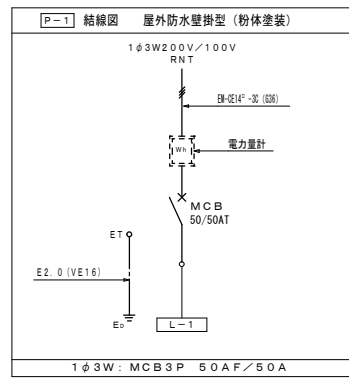 P-1 結線図 屋外防水壁掛型（粉体塗装）
1φ3W200V/100V
RNT
EM-CE14□-3C (G36)
Wh
電力量計
MCB
50/50AT
ET
E2.0(VE16)
ED
L-1
1φ3W: MCB3P 50AF/50A